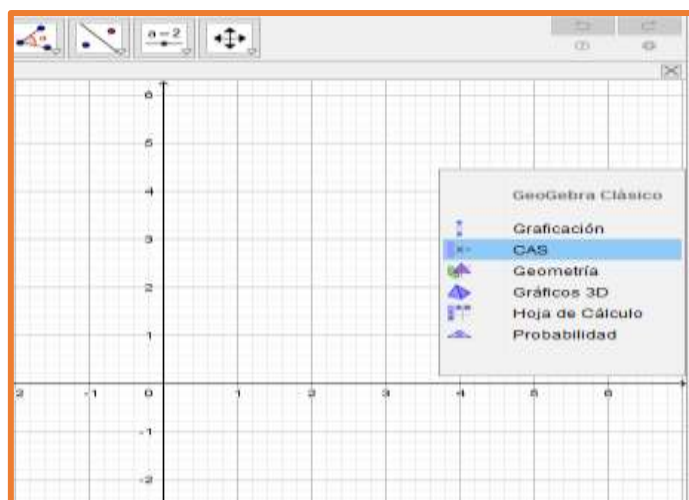 a = 2
6
5
4
GeoGebra Clásico
Graficación
3
CAS
Geometría
2
Gráficos 3D
Hoja de Cálculo
1
Probabilidad
2 -1 0 1 2 3 4 5 6
-1
-2